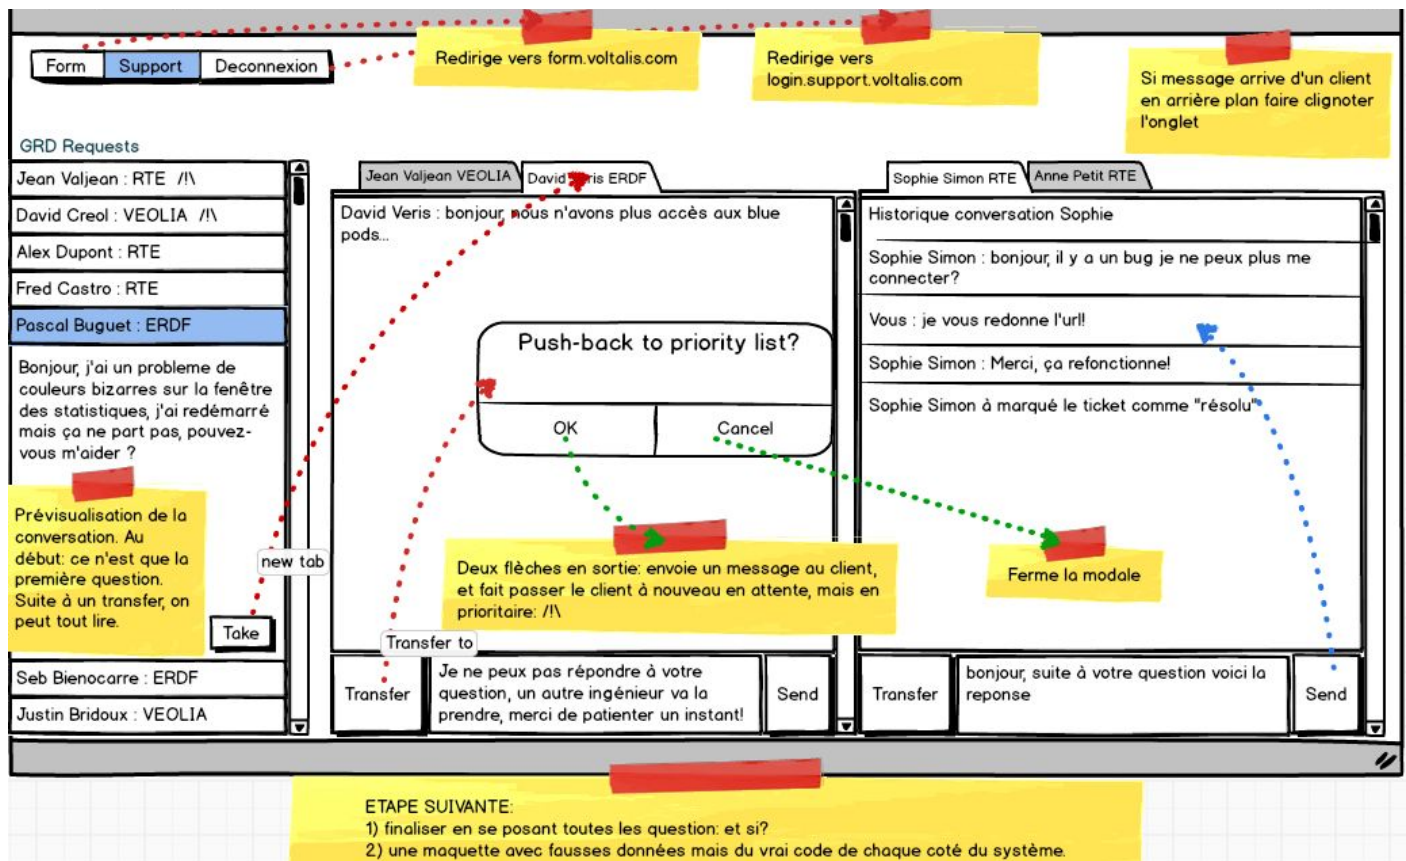 Form
Support
Deconnexion
Redirige vers form.voltalis.com
Redirige vers
login.support.voltalis.com
Si message arrive d'un client
en arrière plan faire clignoter
l'onglet
GRD Requests
Jean Valjean : RTE /!\
David Creol : VEOLIA /!\
Alex Dupont : RTE
Fred Castro : RTE
Pascal Buguet : ERDF
Bonjour, j'ai un probleme de
couleurs bizarres sur la fenêtre
des statistiques, j'ai redémarré
mais ça ne part pas, pouvez-
vous m'aider ?
Prévisualisation de la
conversation. Au
début: ce n'est que la
première question.
Suite à un transfer, on
peut tout lire.
new tab
Take
Seb Bienocarre : ERDF
Justin Bridoux : VEOLIA
Jean Valjean VEOLIA
David ris ERDF
David Veris : bonjour, nous n'avons plus accès aux blue
pods...
Push-back to priority list?
OK
Cancel
Deux flèches en sortie: envoie un message au client,
et fait passer le client à nouveau en attente, mais en
prioritaire: /!\
Transfer to
Transfer
Je ne peux pas répondre à votre
question, un autre ingénieur va la
prendre, merci de patienter un instant!
Send
Sophie Simon RTE
Anne Petit RTE
Historique conversation Sophie
Sophie Simon : bonjour, il y a un bug je ne peux plus me
connecter?
Vous : je vous redonne l'url!
Sophie Simon : Merci, ça refonctionne!
Sophie Simon à marqué le ticket comme "résolu"
Ferme la modale
Transfer
bonjour, suite à votre question voici la
reponse
Send
ETAPE SUIVANTE:
1) finaliser en se posant toutes les question: et si?
2) une maquette avec fausses données mais du vrai code de chaque coté du système.